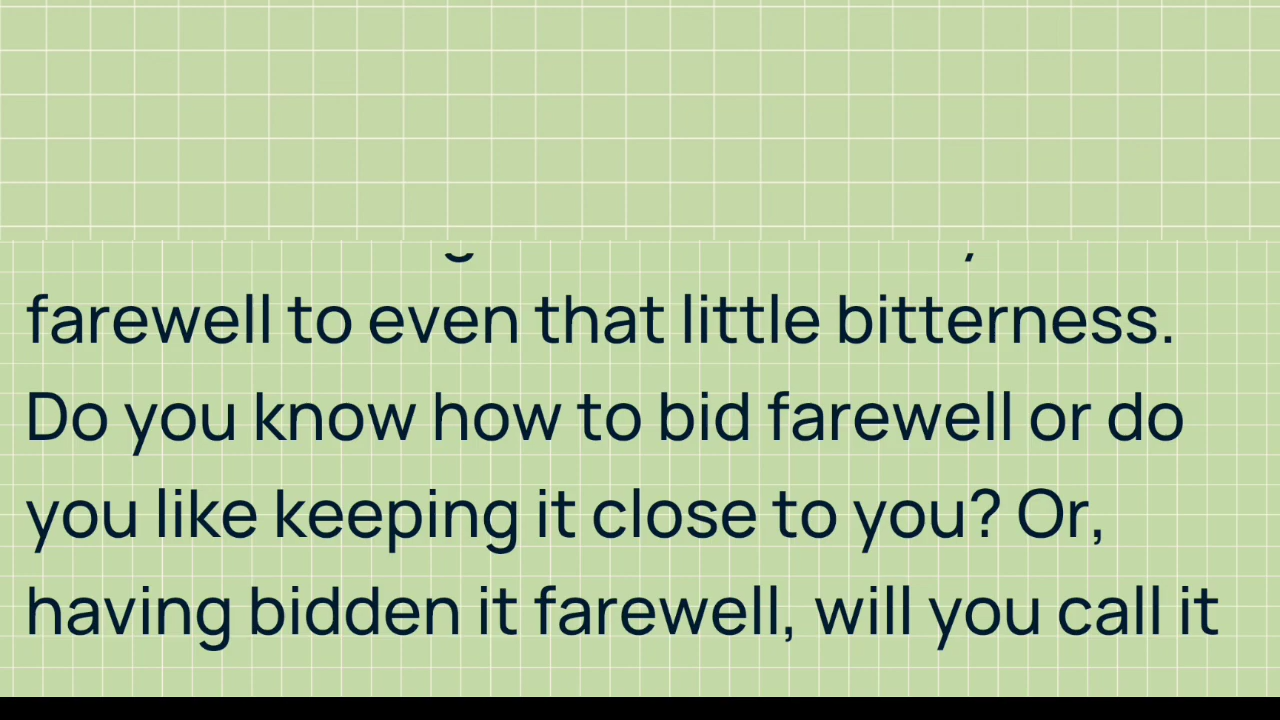 farewell to even that little bitterness.
Do you know how to bid farewell or do
you like keeping it close to you? Or,
having bidden it farewell, will you call it